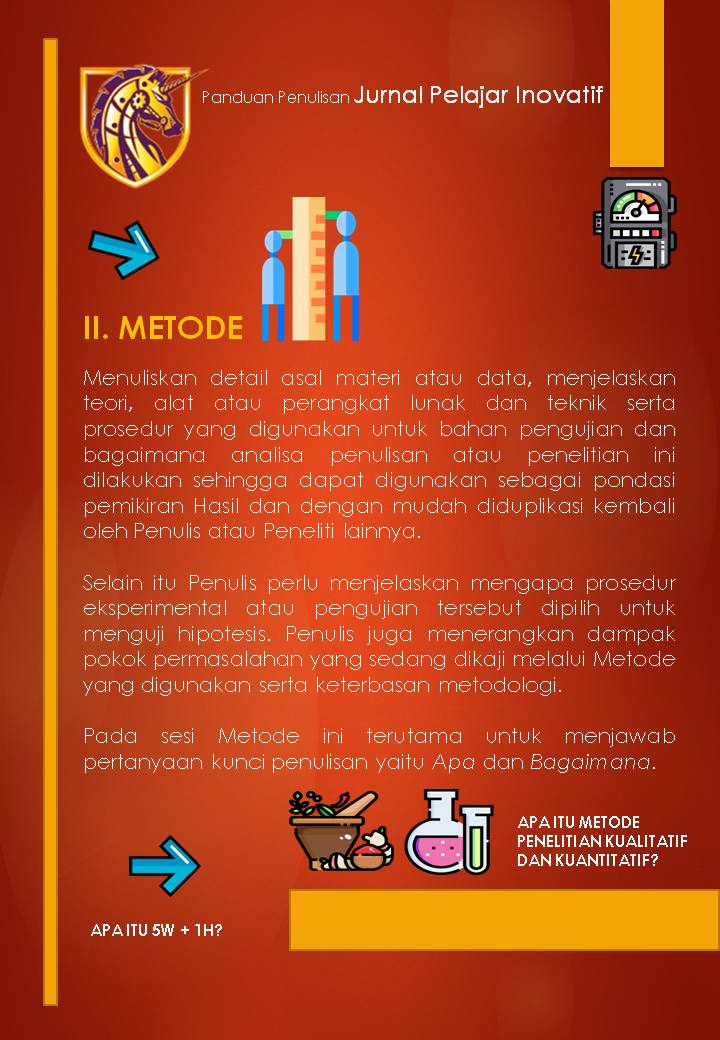 Panduan Penulisan Jurnal Pelajar Inovatif
II. METODE
Menuliskan detail asal materi atau data, menjelaskan
teori, alat atau perangkat lunak dan teknik serta
prosedur yang digunakan untuk bahan pengujian dan
bagaimana analisa penulisan atau penelitian ini
dilakukan sehingga dapat digunakan sebagai pondasi
pemikiran Hasil dan dengan mudah diduplikasi kembali
oleh Penulis atau Peneliti lainnya.
Selain itu Penulis perlu menjelaskan mengapa prosedur
eksperimental atau pengujian tersebut dipilih untuk
menguji hipotesis. Penulis juga menerangkan dampak
pokok permasalahan yang sedang dikaji melalui Metode
yang digunakan serta keterbasan metodologi.
Pada sesi Metode ini terutama untuk menjawab
pertanyaan kunci penulisan yaitu Apa dan Bagaimana.
APA ITU METODE
PENELITIAN KUALITATIF
DAN KUANTITATIF?
APA ITU 5W + 1H?